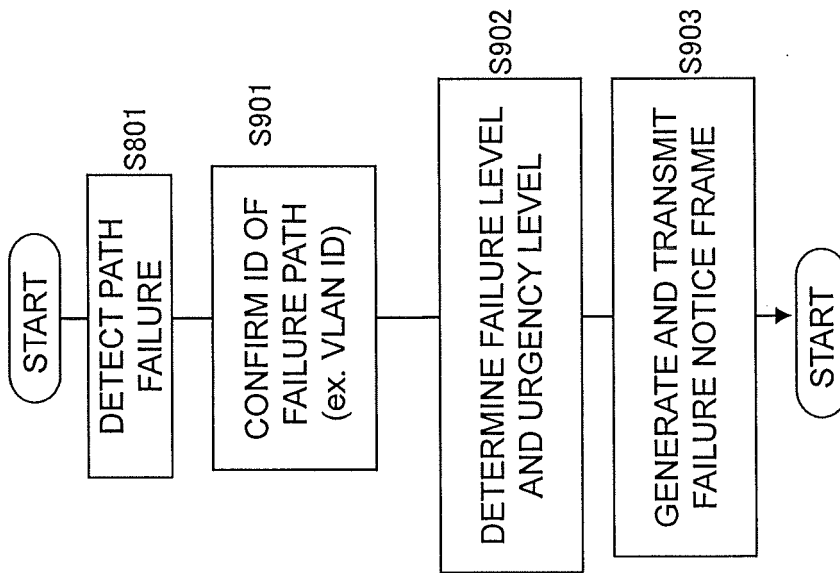 START
DETECT PATH
FAILURE
S801
CONFIRM ID OF
FAILURE PATH
(ex. VLAN ID)
S901
DETERMINE FAILURE LEVEL
AND URGENCY LEVEL
S902
GENERATE AND TRANSMIT
FAILURE NOTICE FRAME
S903
START